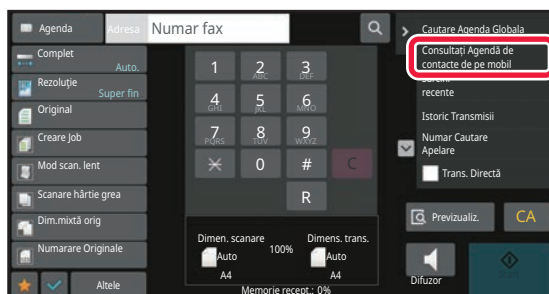 Agenda
Adresa
Numar fax
Complet
Auto.
Rezoluție
Super fin
Original
Creare Job
Mod scan. lent
Scanare hârtie grea
Dim.mixtă orig
Numarare Originale
Altele
1
2
ABC
3
DEF
4
GHI
5
JKL
6
MNO
7
PQRS
8
TUV
9
WXYZ
0
#
C
R
Dimen. scanare
100%
Dimens. trans.
Auto
A4
Auto
A4
Memorie recept.: 0%
Cautare Agenda Globala
Consultați Agendă de
contacte de pe mobil
recente
Istoric Transmisii
Numar Cautare
Apelare
Trans. Directă
Previzualiz.
CA
Difuzor